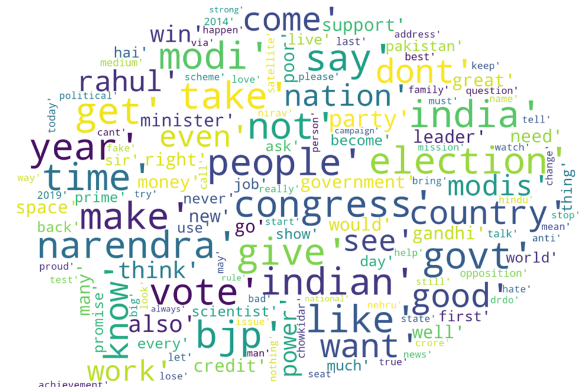 strong'
come'
2014' happen' support' address'
win' via' live' last' best'
hai' modi' say' pakistan' keep'
medium' poor' satellite' dont' great' family' question'
rahul' scheme' love' please' nation' must' name'
political' get' take' party' india' tell'
today' minister' nirav' person' campaign' leader' need'
year' cant' even' not' become' mission' watch' change'
fake' ask'
way' sir' right' call' people' election'
time' money' job' government' bring' modis' hindu' thing'
2019' prime' try' never' really' congress' stop'
space' make' new' start' would' country' mean'
back' use' go' show' see' gandhi' talk' anti'
narendra' give' day' help' govt' world'
proud' think' may' still' opposition'
test' many' know' rule' indian' hate'
big' look' vote' bad' power' national' nehru' good' drdo'
promise' always' scientist' chowkidar' like' state' first'
also' bjp' issue' well'
every' man' nothing' want' crore'
work' let' credit' much' true' news'
lose' seat'
achievement'